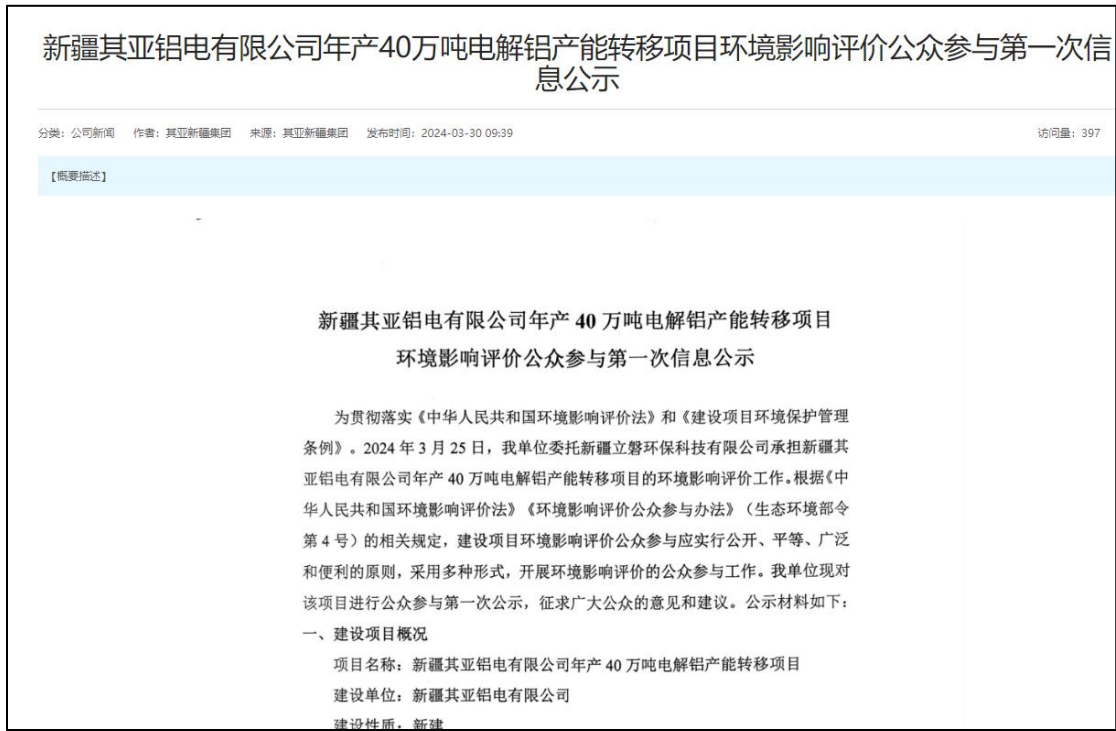 新疆其亚铝电有限公司年产40万吨电解铝产能转移项目环境影响评价公众参与第一次信
息公示
分类：公司新闻 作者：其亚新疆集团 来源：其亚新疆集团 发布时间：2024-03-30 09:39 访问量：397
【概要描述】
新疆其亚铝电有限公司年产 40 万吨电解铝产能转移项目
环境影响评价公众参与第一次信息公示
为贯彻落实《中华人民共和国环境影响评价法》和《建设项目环境保护管理
条例》。2024 年 3 月 25 日，我单位委托新疆立磐环保科技有限公司承担新疆其
亚铝电有限公司年产 40 万吨电解铝产能转移项目的环境影响评价工作。根据《中
华人民共和国环境影响评价法》《环境影响评价公众参与办法》（生态环境部令
第 4 号）的相关规定，建设项目环境影响评价公众参与应实行公开、平等、广泛
和便利的原则，采用多种形式，开展环境影响评价的公众参与工作。我单位现对
该项目进行公众参与第一次公示，征求广大公众的意见和建议。公示材料如下：
一、建设项目概况
项目名称：新疆其亚铝电有限公司年产 40 万吨电解铝产能转移项目
建设单位：新疆其亚铝电有限公司
建设性质：新建